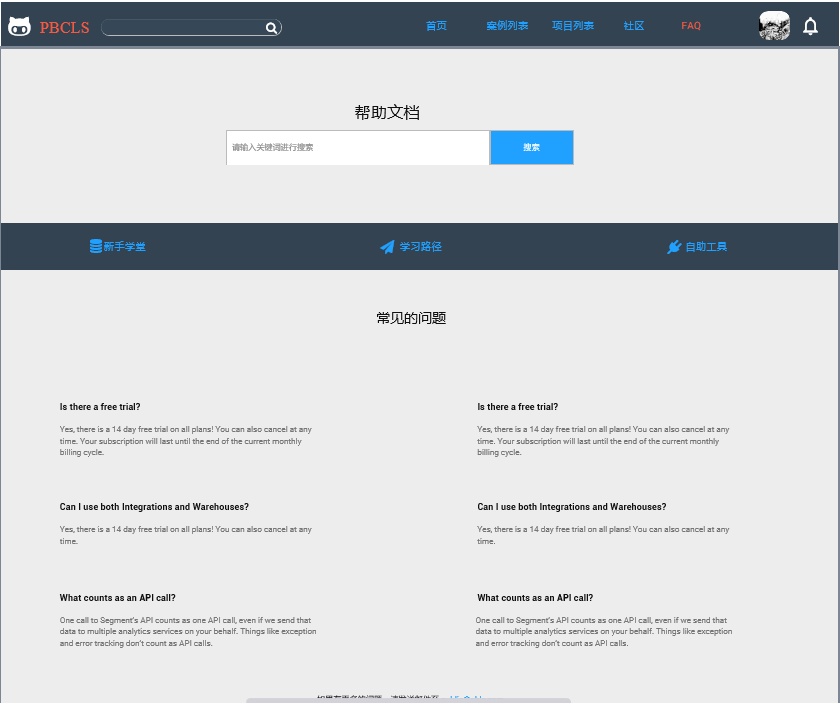 PBCLS
首页 案例列表 项目列表 社区 FAQ
帮助文档
请输入关键词进行搜索 搜索
新手学堂 学习路径 自助工具
常见的问题
Is there a free trial?
Yes, there is a 14 day free trial on all plans! You can also cancel at any
time. Your subscription will last until the end of the current monthly
billing cycle.
Is there a free trial?
Yes, there is a 14 day free trial on all plans! You can also cancel at any
time. Your subscription will last until the end of the current monthly
billing cycle.
Can I use both Integrations and Warehouses?
Yes, there is a 14 day free trial on all plans! You can also cancel at any
time.
Can I use both Integrations and Warehouses?
Yes, there is a 14 day free trial on all plans! You can also cancel at any
time.
What counts as an API call?
One call to Segment's API counts as one API call, even if we send that
data to multiple analytics services on your behalf. Things like exception
and error tracking don't count as API calls.
What counts as an API call?
One call to Segment's API counts as one API call, even if we send that
data to multiple analytics services on your behalf. Things like exception
and error tracking don't count as API calls.